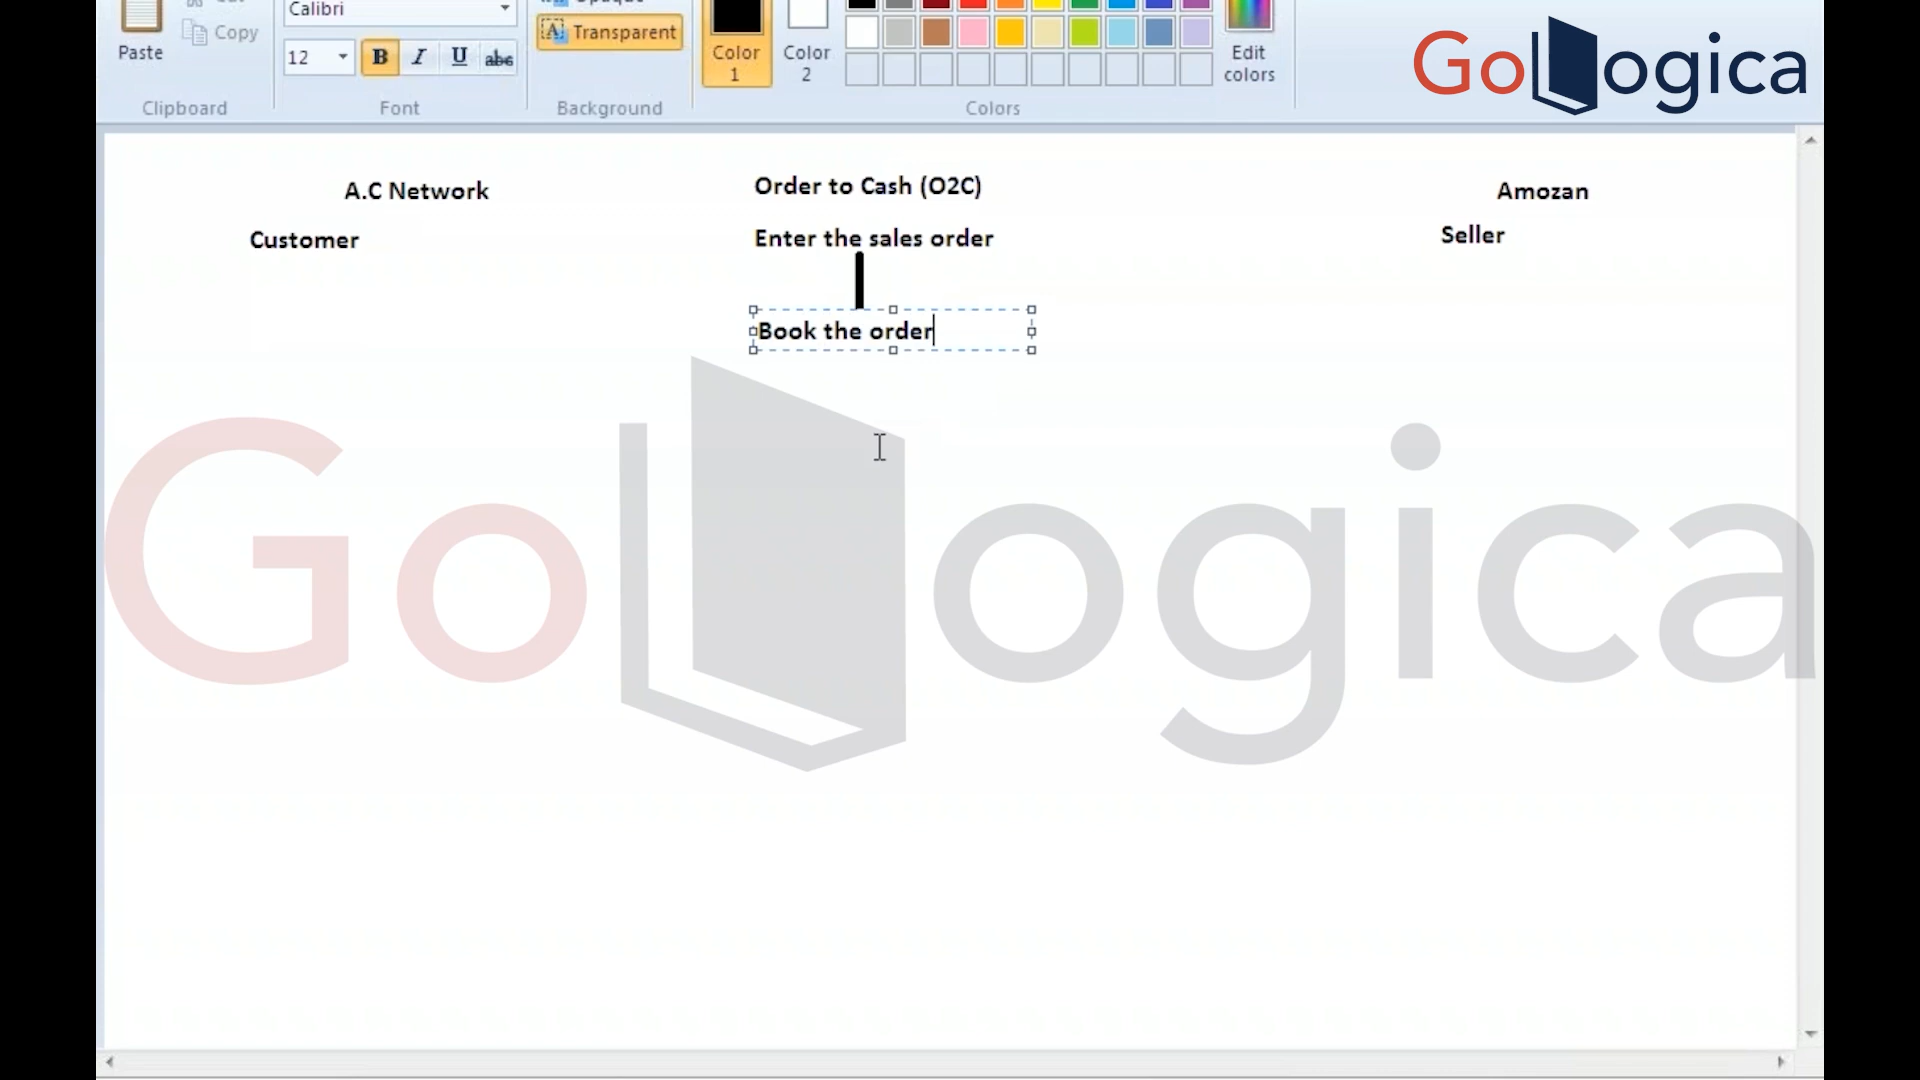 Calibri
Paste
Copy
12
B I U abc
Transparent
Color 1
Color 2
Edit colors
Clipboard
Font
Background
Colors
GoLogica
A.C Network
Order to Cash (O2C)
Amozan
Customer
Enter the sales order
Seller
Book the order
GoLogica